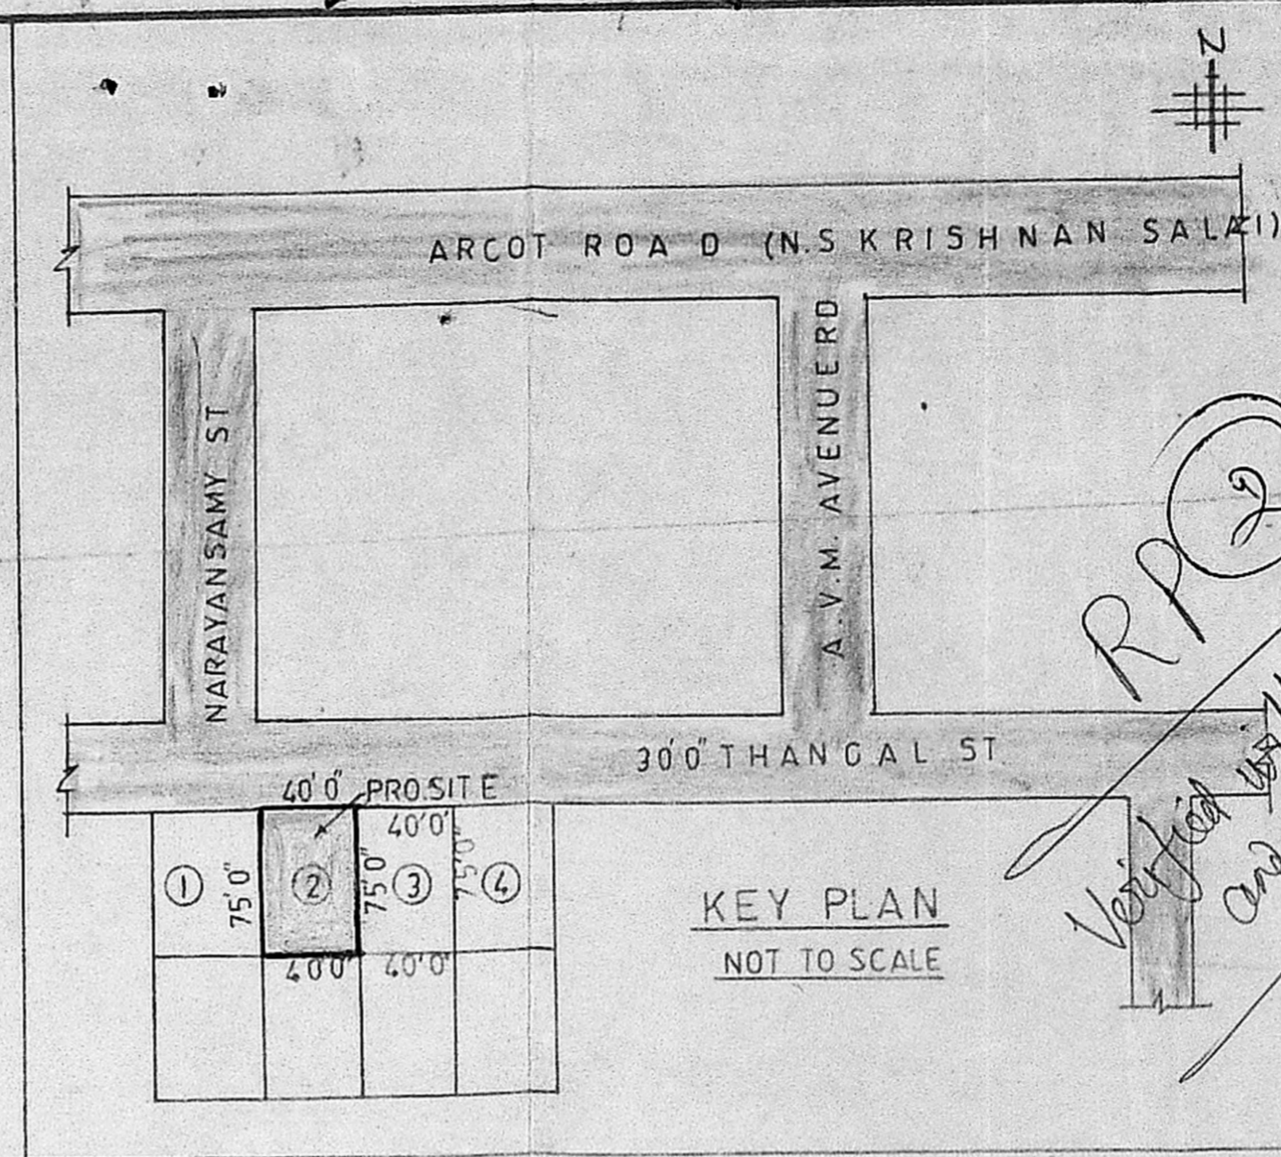 N
ARCOT ROAD (N.S KRISHNAN SALAI)
NARAYANSAMY ST
A.V.M. AVENUE RD
RP 2
30'0" THANGAL ST.
40'0" PRO.SITE
40'0"
1
75'0"
2
75'0"
3
75'0"
4
40'0"
40'0"
KEY PLAN
NOT TO SCALE
Verified
and